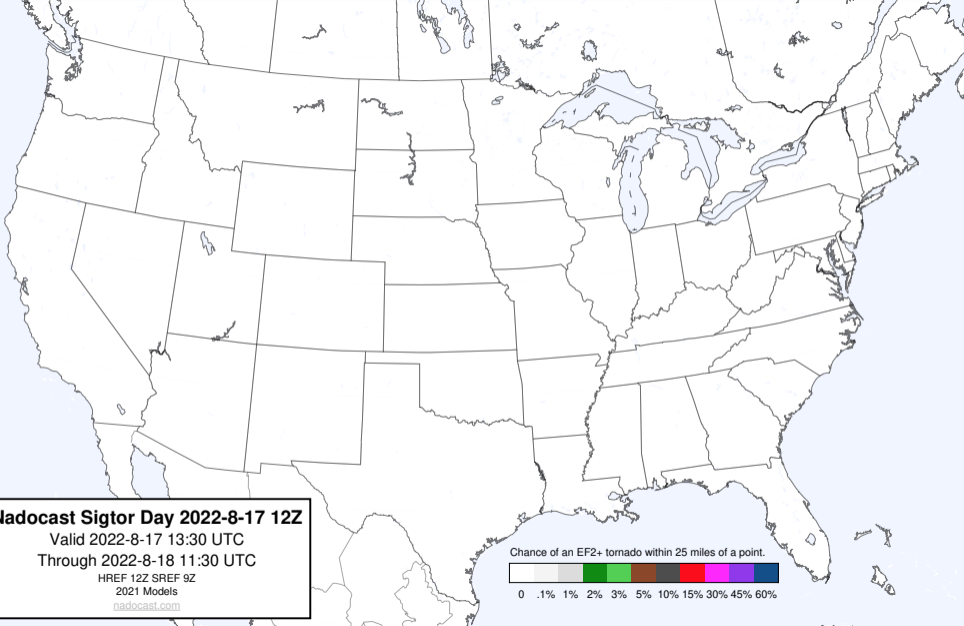 Nadocast Sigtor Day 2022-8-17 12Z
Valid 2022-8-17 13:30 UTC
Through 2022-8-18 11:30 UTC
HREF 12Z SREF 9Z
2021 Models
nadocast.com
Chance of an EF2+ tornado within 25 miles of a point.
0 .1% 1% 2% 3% 5% 10% 15% 30% 45% 60%